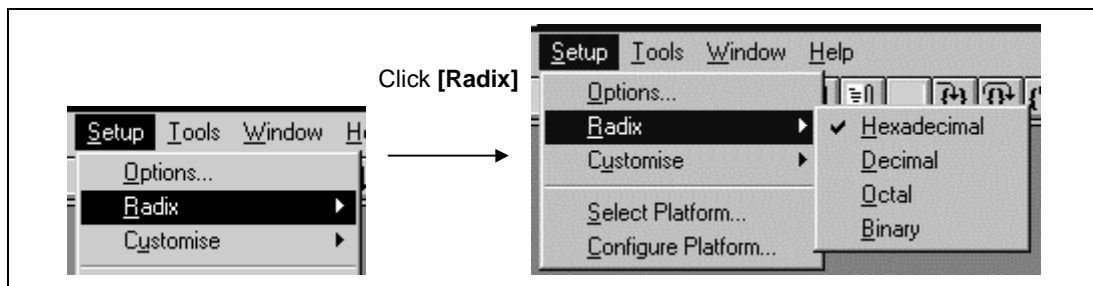 Click [Radix]
Setup Tools Window H
Options...
Radix
Customise
Setup Tools Window Help
Options...
Radix
Customise
Select Platform...
Configure Platform...
Hexadecimal
Decimal
Octal
Binary